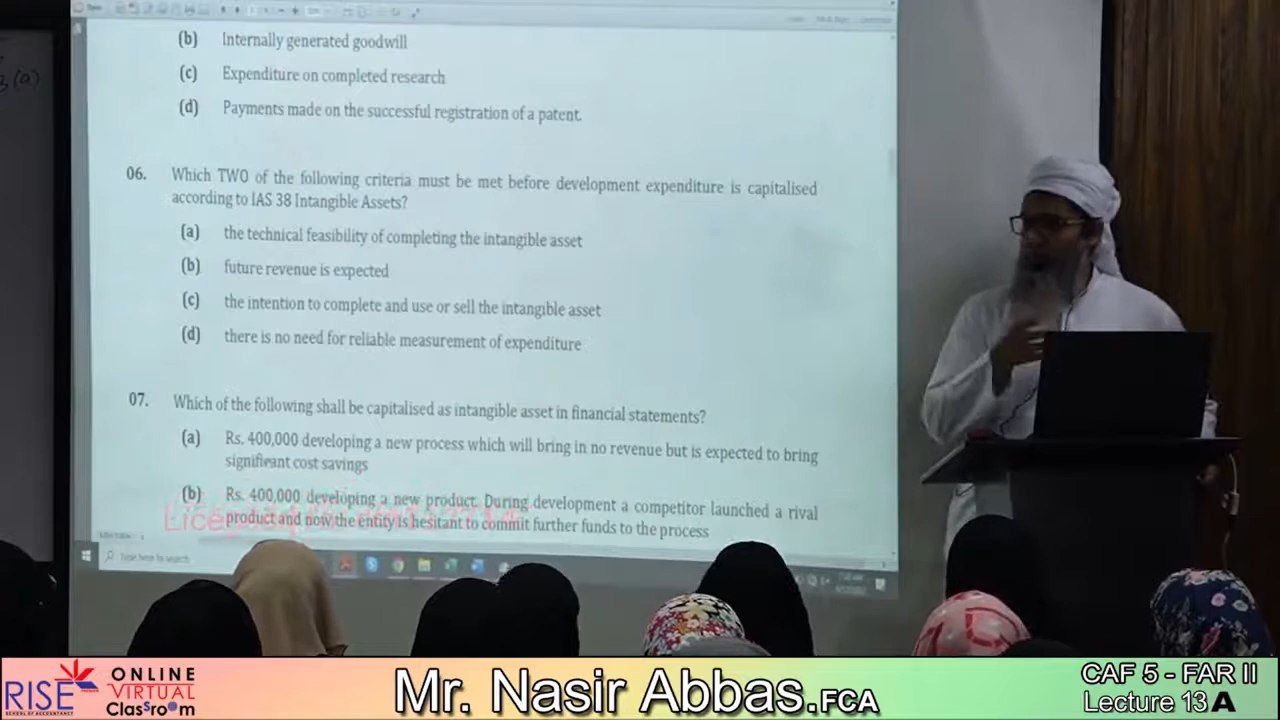 3 (a)
(b) Internally generated goodwill
(c) Expenditure on completed research
(d) Payments made on the successful registration of a patent.
06. Which TWO of the following criteria must be met before development expenditure is capitalised
according to IAS 38 Intangible Assets?
(a) the technical feasibility of completing the intangible asset
(b) future revenue is expected
(c) the intention to complete and use or sell the intangible asset
(d) there is no need for reliable measurement of expenditure
07. Which of the following shall be capitalised as intangible asset in financial statements?
(a) Rs. 400,000 developing a new process which will bring in no revenue but is expected to bring
significant cost savings
(b) Rs. 400,000 developing a new product. During development a competitor launched a rival
product and now the entity is hesitant to commit further funds to the process
Type here to search
RISE
ONLINE
VIRTUAL
Classroom
Mr. Nasir Abbas.FCA
CAF 5 - FAR II
Lecture 13 A